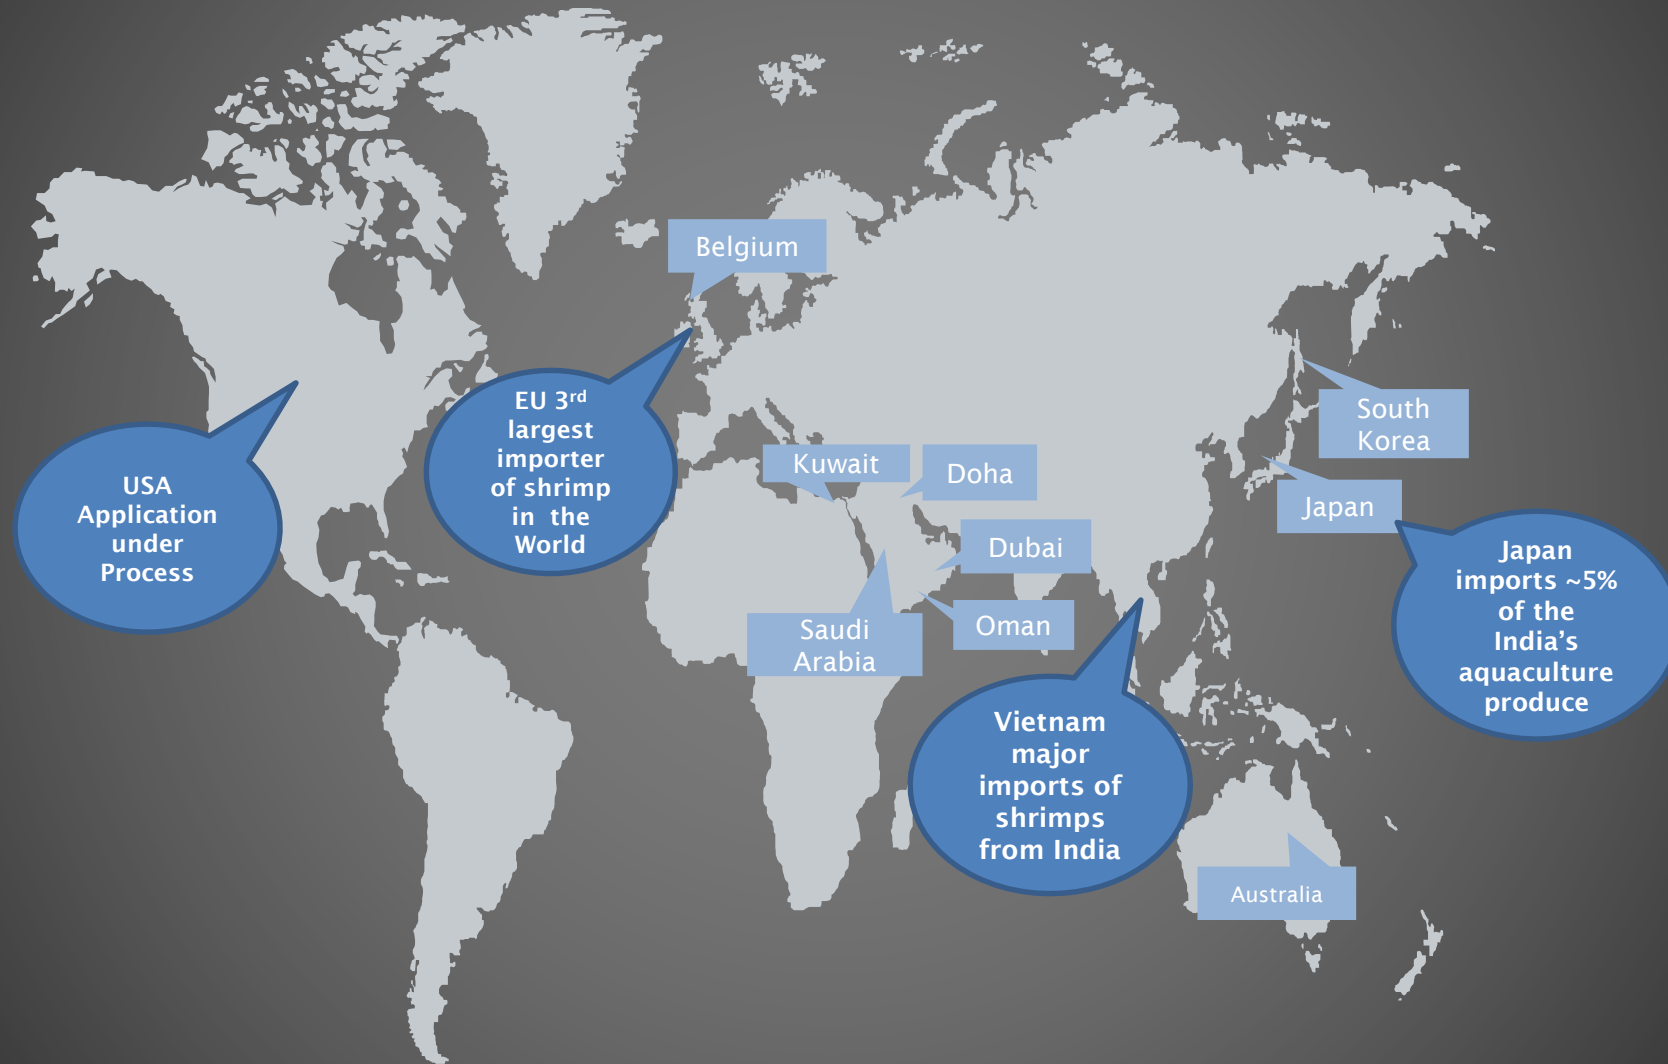 Belgium
EU 3rd
largest
importer
of shrimp
in the
World
USA
Application
under
Process
Kuwait
Doha
Dubai
Oman
Saudi
Arabia
South
Korea
Japan
Japan
imports ~5%
of the
India's
aquaculture
produce
Vietnam
major
imports of
shrimps
from India
Australia